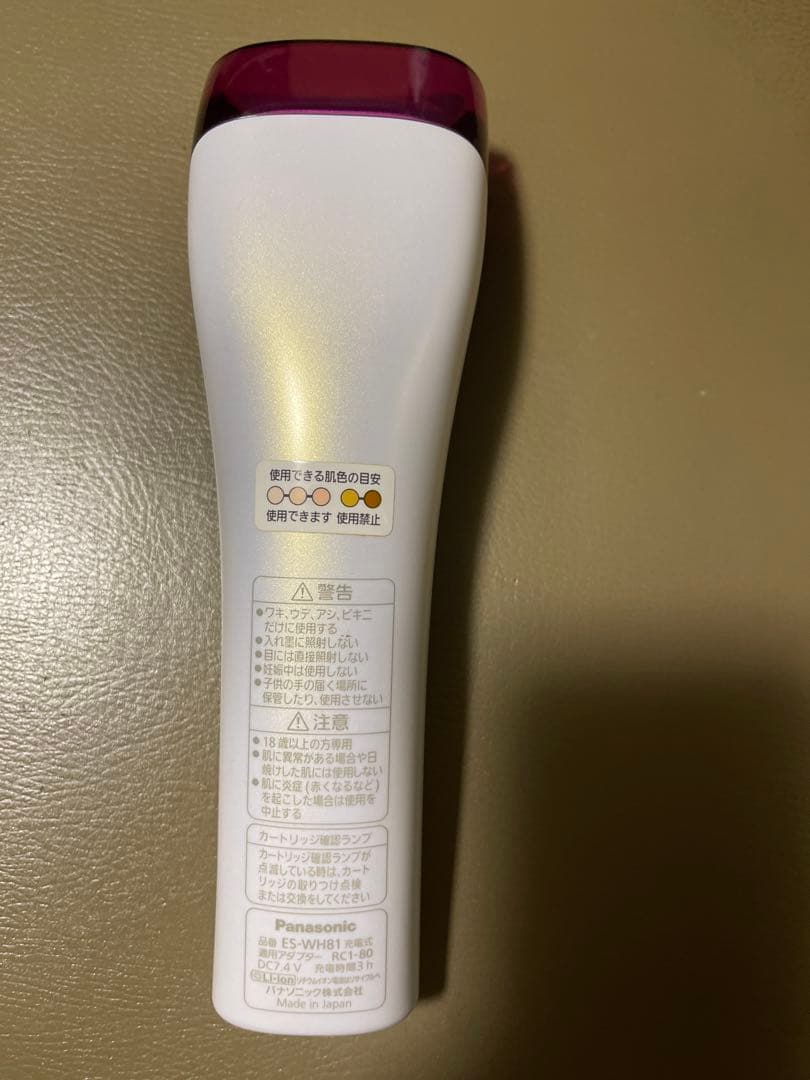 使用できる肌色の目安
使用できます 使用禁止
⚠警告
●ワキ、ウデ、アシ、ビキニ
だけに使用する
●入れ墨に照射しない
●目には直接照射しない
●妊娠中は使用しない
●子供の手の届く場所に
保管したり、使用させない
⚠注意
●18歳以上の方専用
●肌に異常がある場合や日
焼けした肌には使用しない
●肌に炎症(赤くなるなど)
を起こした場合は使用を
中止する
カートリッジ確認ランプ
カートリッジ確認ランプが
点滅している時は、カート
リッジの取りつけ点検
または交換をしてください
Panasonic
品番 ES-WH81 充電式
適用アダプター RC1-80
DC7.4 V 充電時間3 h
Li-ion リチウムイオン電池はリサイクルへ
パナソニック株式会社
Made in Japan